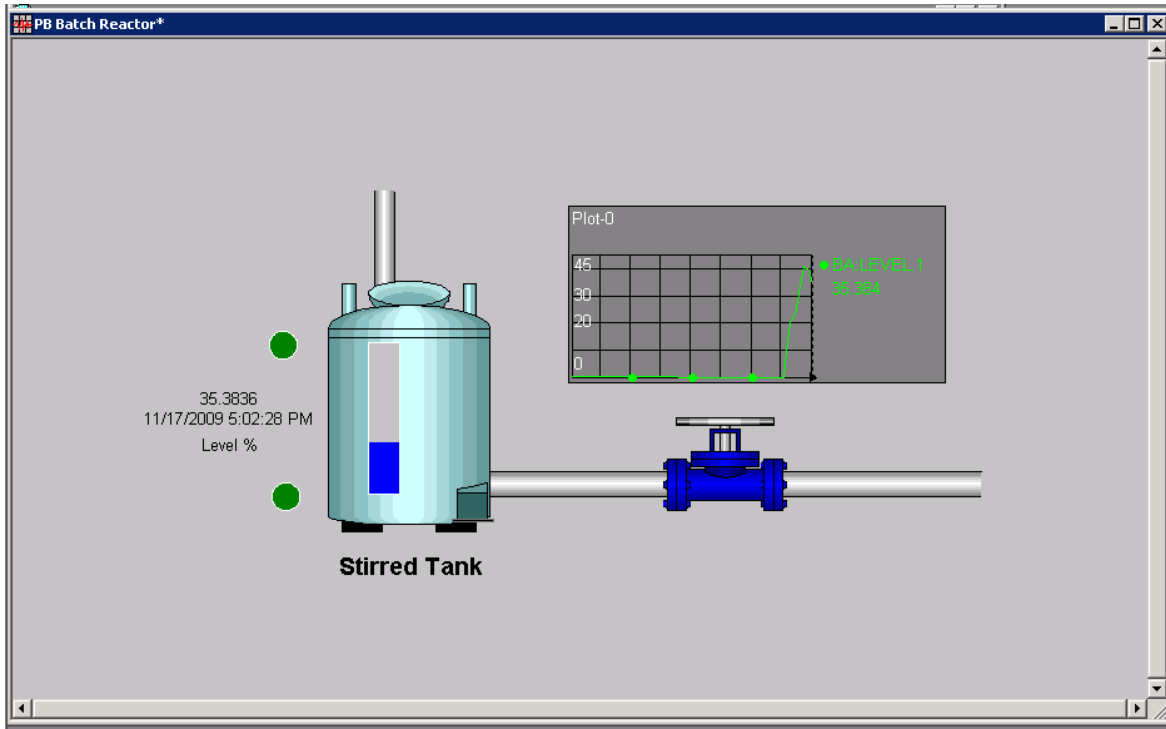 PB Batch Reactor*
Plot-0
45
30
20
0
BA:LEVEL.1
35.384
35.3836
11/17/2009 5:02:28 PM
Level %
Stirred Tank